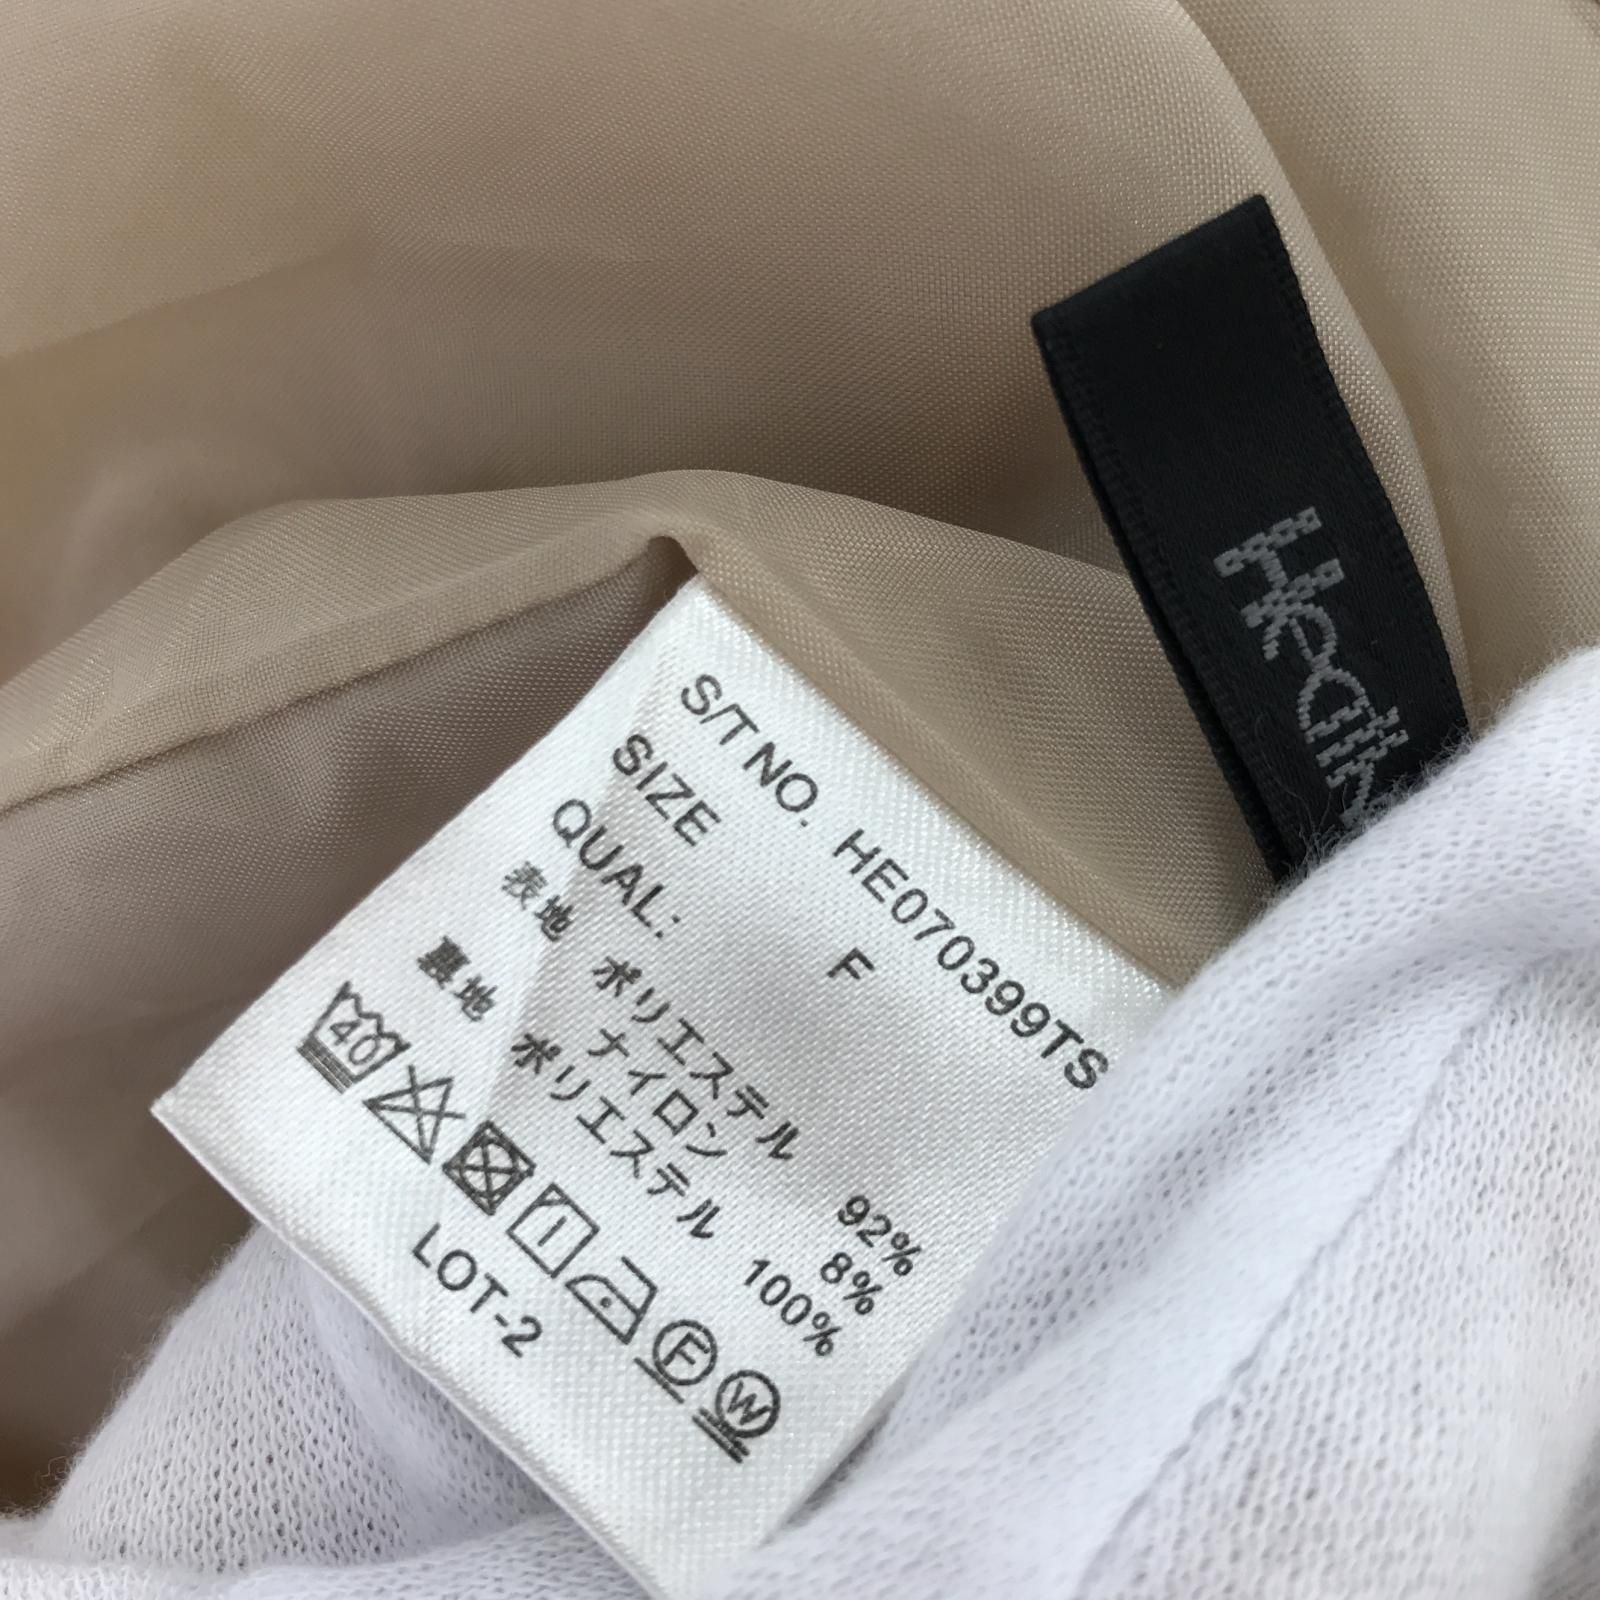 S/T NO. HE070399TS
SIZE F
QUAL:
表地 ポリエステル 92%
ナイロン 8%
裏地 ポリエステル 100%
40
F W
LOT-2